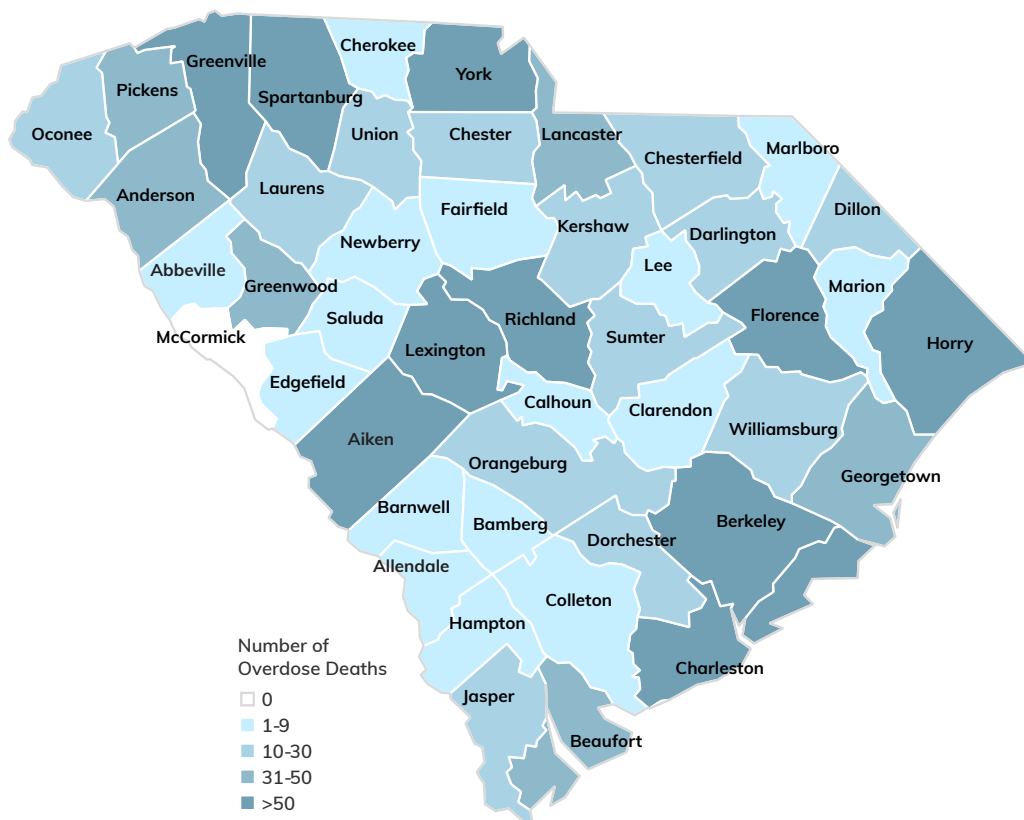 Cherokee
Greenville
York
Pickens
Spartanburg
Oconee
Union
Chester
Lancaster
Marlboro
Chesterfield
Laurens
Anderson
Fairfield
Dillon
Kershaw
Darlington
Newberry
Abbeville
Lee
Greenwood
Marion
Saluda
Richland
Florence
McCormick
Sumter
Horry
Lexington
Edgefield
Calhoun
Clarendon
Williamsburg
Aiken
Orangeburg
Georgetown
Barnwell
Bamberg
Berkeley
Dorchester
Allendale
Colleton
Hampton
Charleston
Jasper
Beaufort
Number of
Overdose Deaths
0
1-9
10-30
31-50
>50